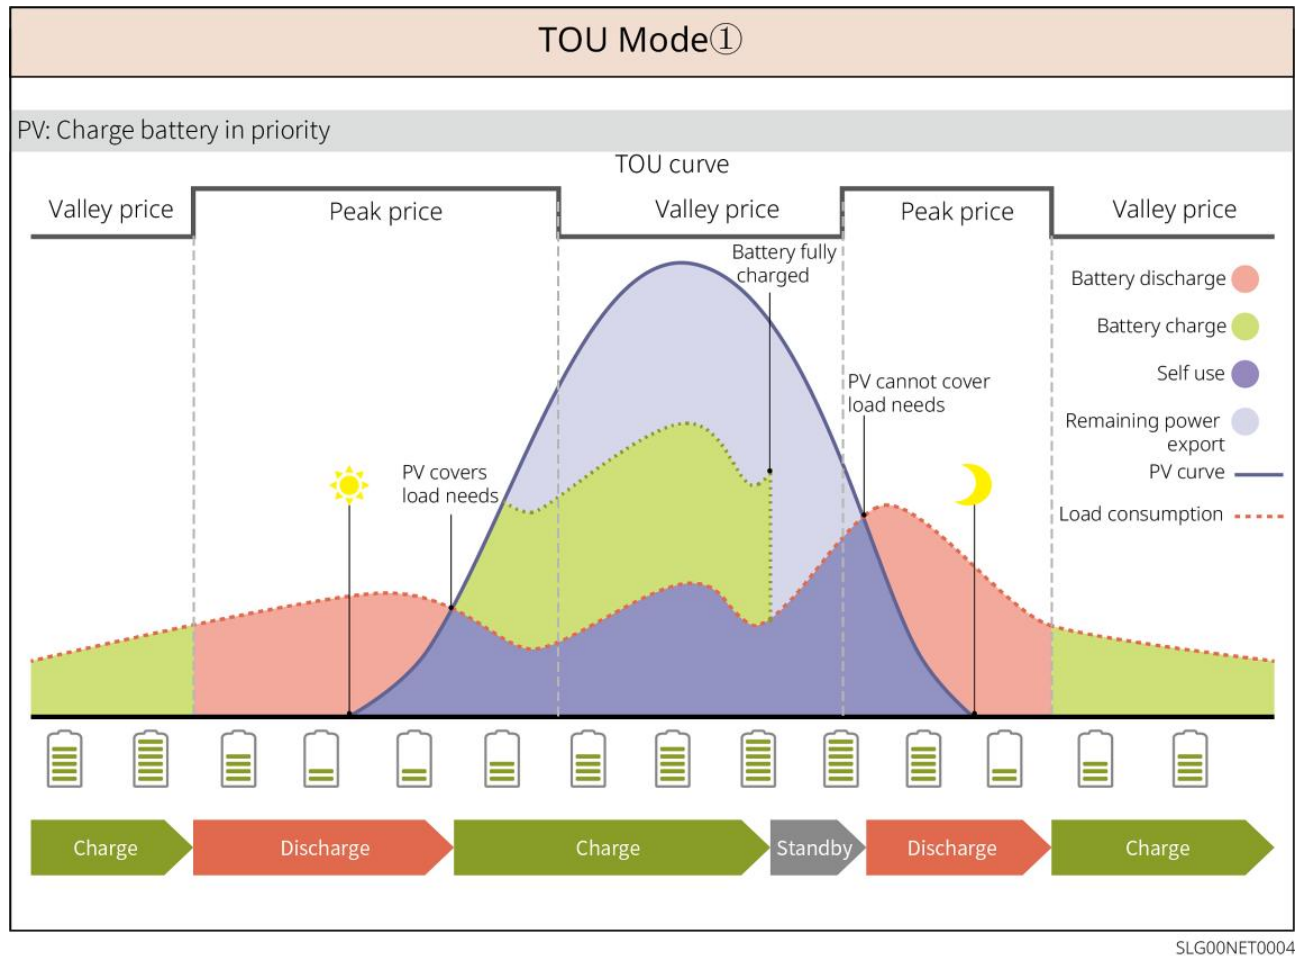 TOU Mode①
PV: Charge battery in priority
TOU curve
Valley price
Peak price
Valley price
Peak price
Valley price
Battery fully
charged
Battery discharge
Battery charge
Self use
Remaining power
export
PV curve
Load consumption
PV cannot cover
load needs
PV covers
load needs
Charge
Discharge
Charge
Standby
Discharge
Charge
SLG00NET0004